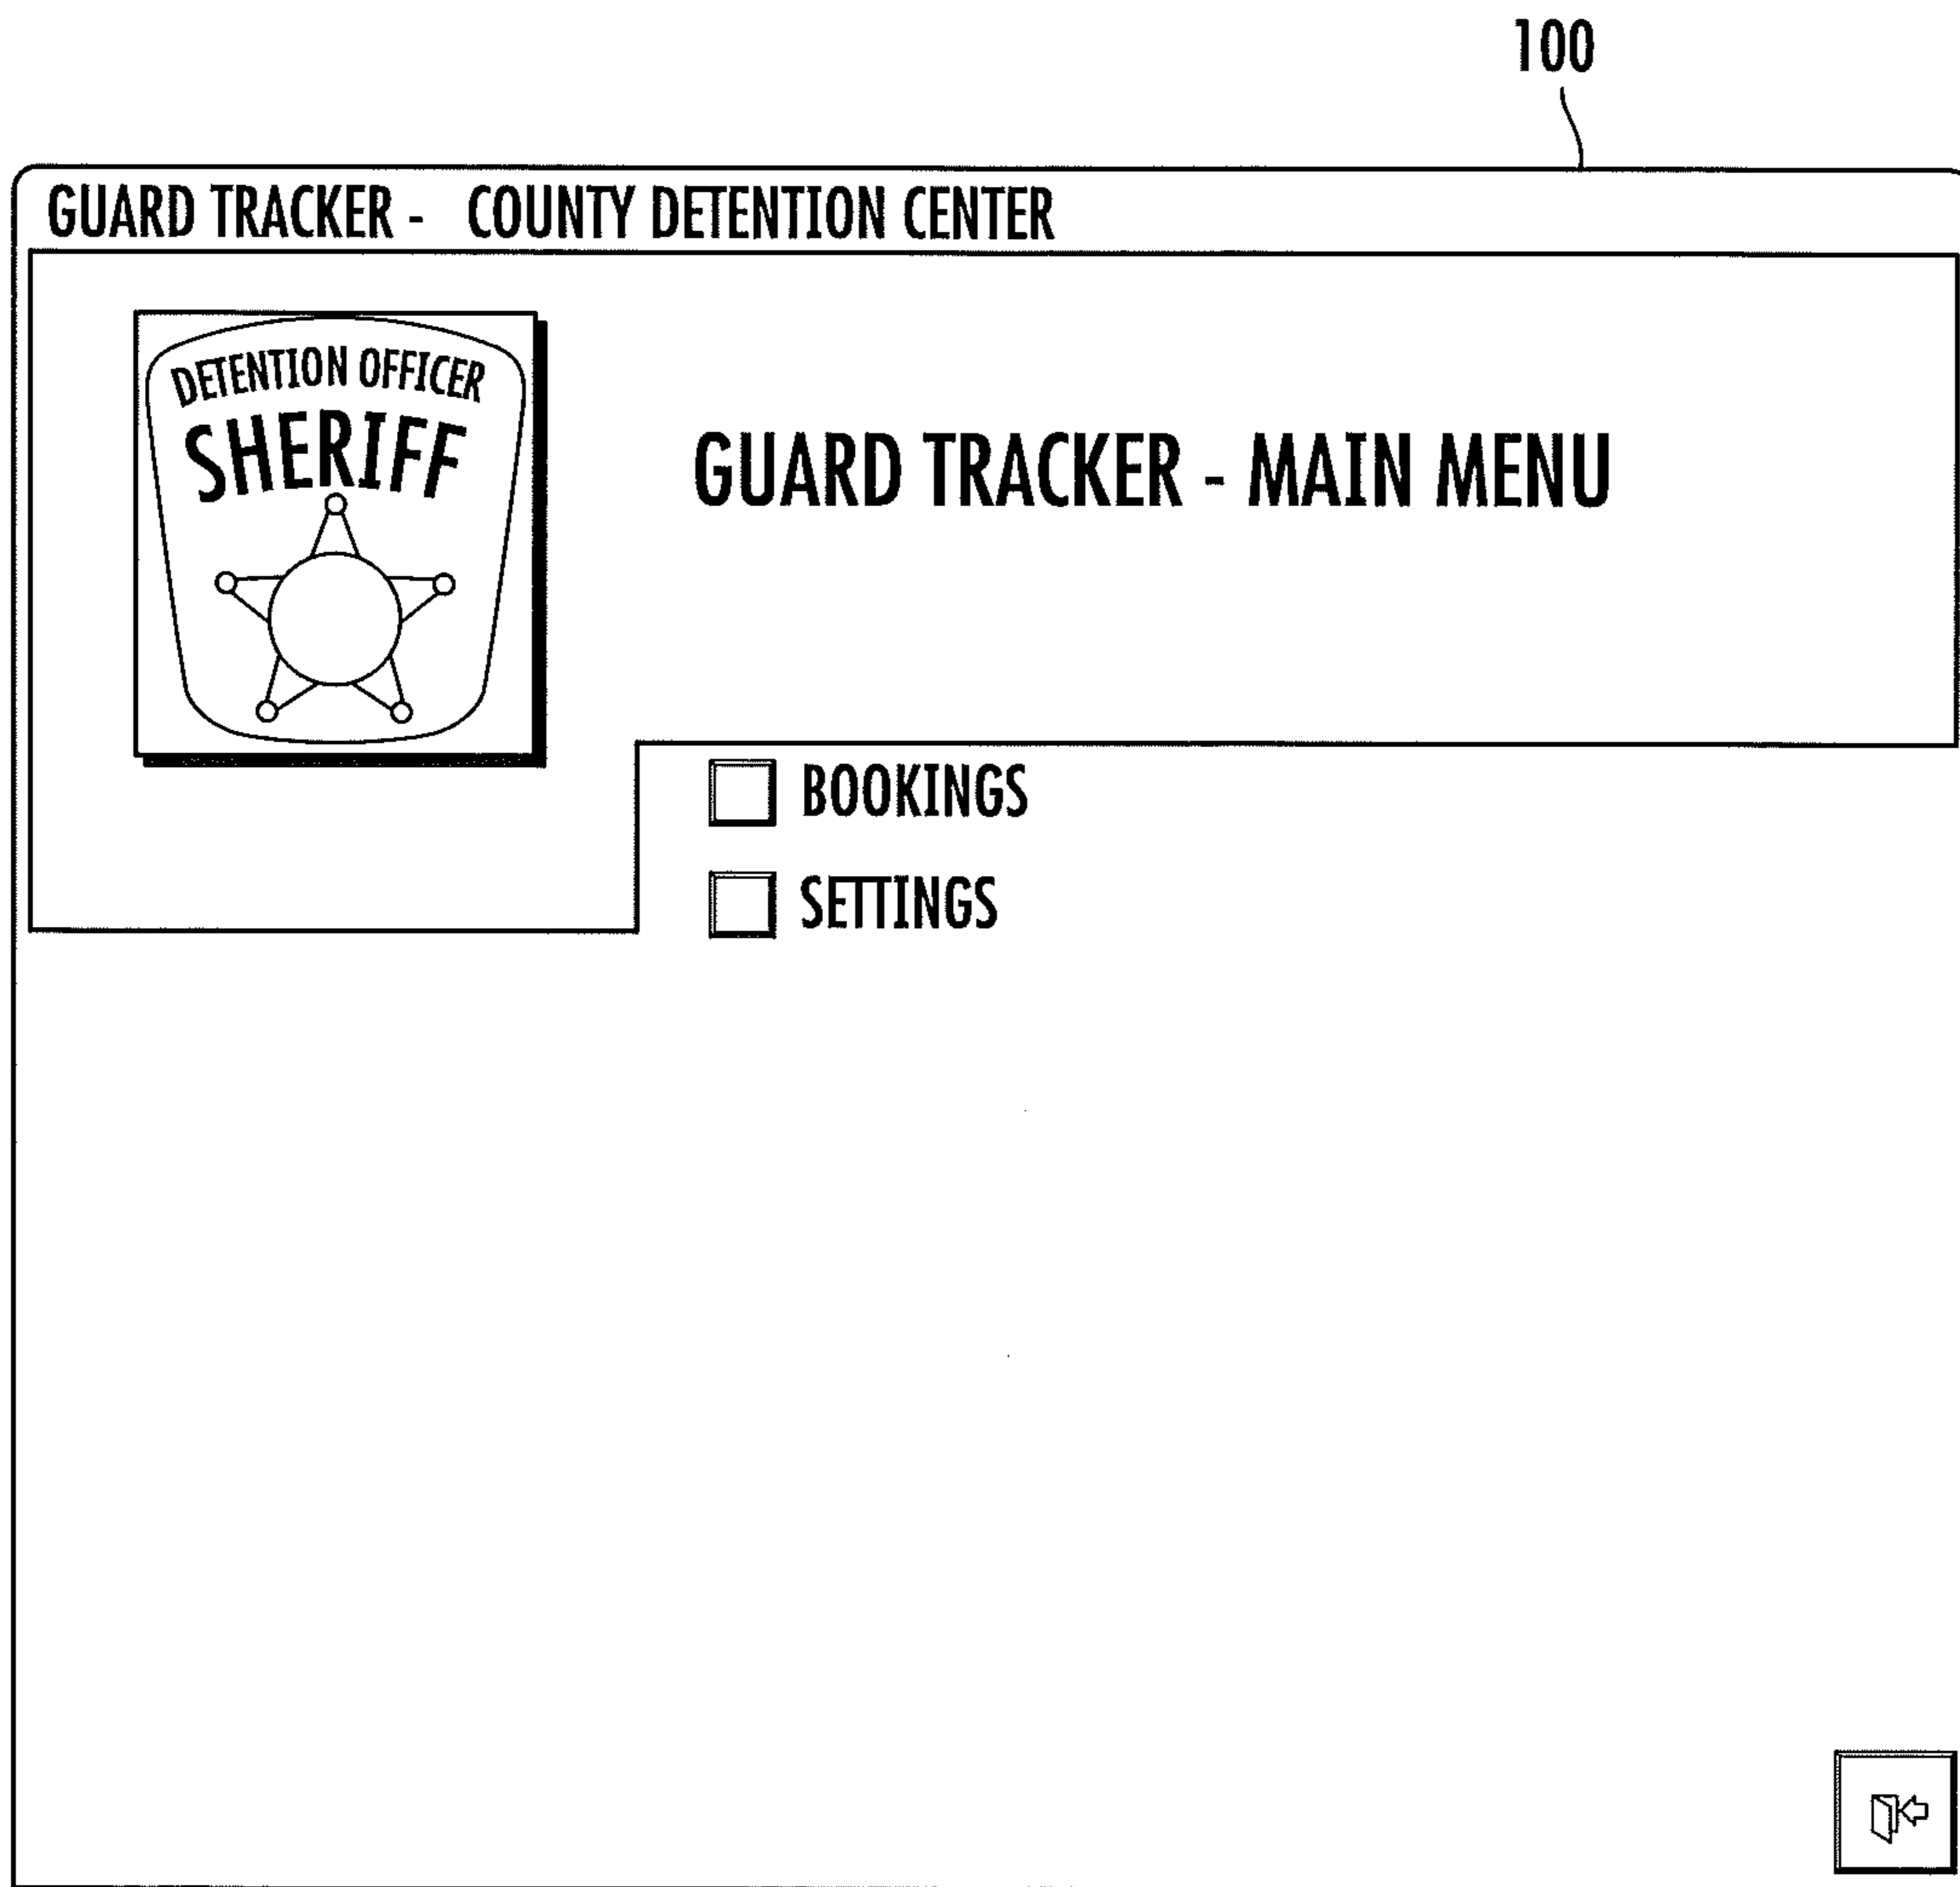 100
GUARD TRACKER - COUNTY DETENTION CENTER
DETENTION OFFICER
SHERIFF
GUARD TRACKER - MAIN MENU
BOOKINGS
SETTINGS